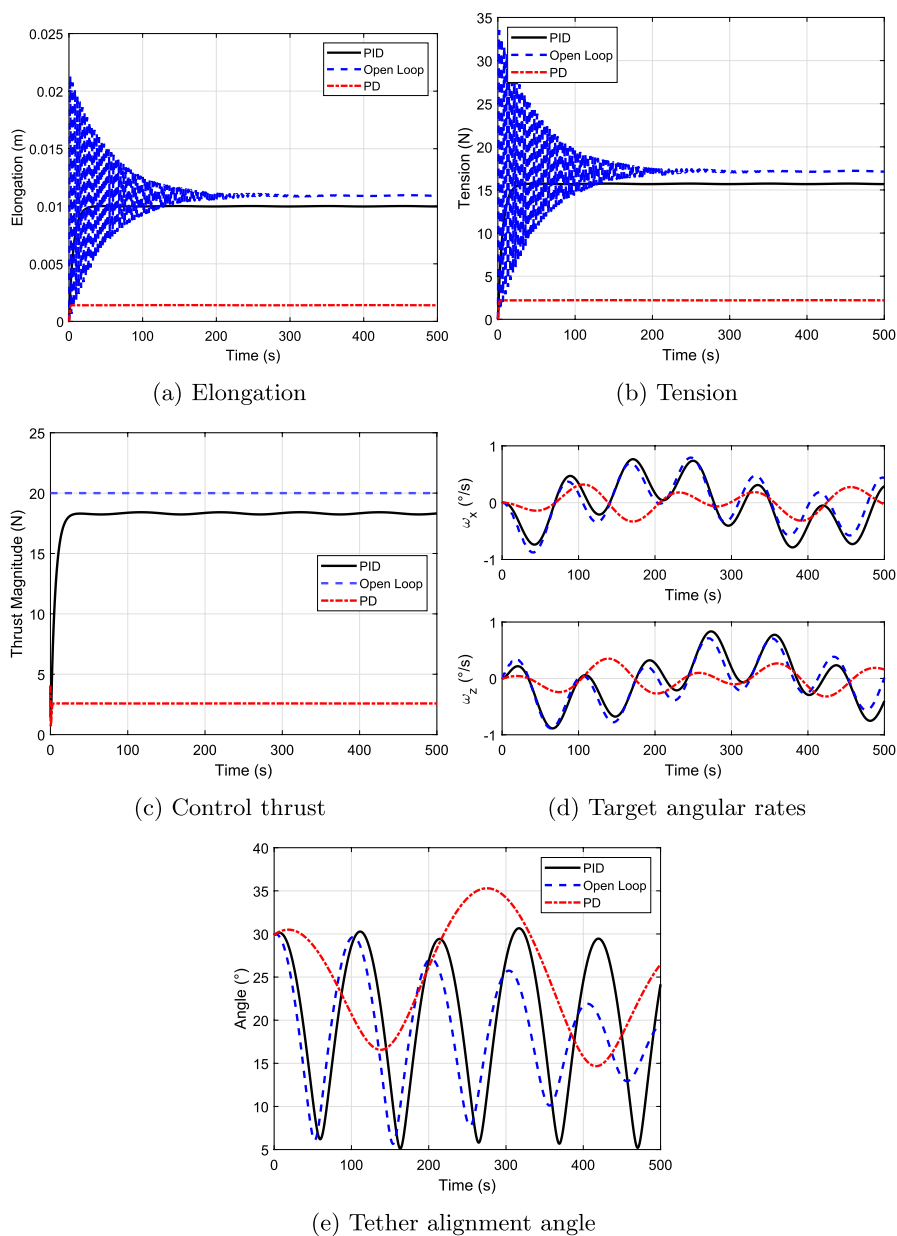 PID
Open Loop
PD
0.025
0.02
0.015
0.01
0.005
0
Elongation (m)
0 100 200 300 400 500
Time (s)
(a) Elongation
PID
Open Loop
PD
35
30
25
20
15
10
5
0
Tension (N)
0 100 200 300 400 500
Time (s)
(b) Tension
25
20
15
10
5
0
Thrust Magnitude (N)
PID
Open Loop
PD
0 100 200 300 400 500
Time (s)
(c) Control thrust
1
0
-1
ωx (°/s)
0 100 200 300 400 500
Time (s)
1
0
-1
ωz (°/s)
0 100 200 300 400 500
Time (s)
(d) Target angular rates
40
35
30
25
20
15
10
5
Angle (°)
PID
Open Loop
PD
0 100 200 300 400 500
Time (s)
(e) Tether alignment angle